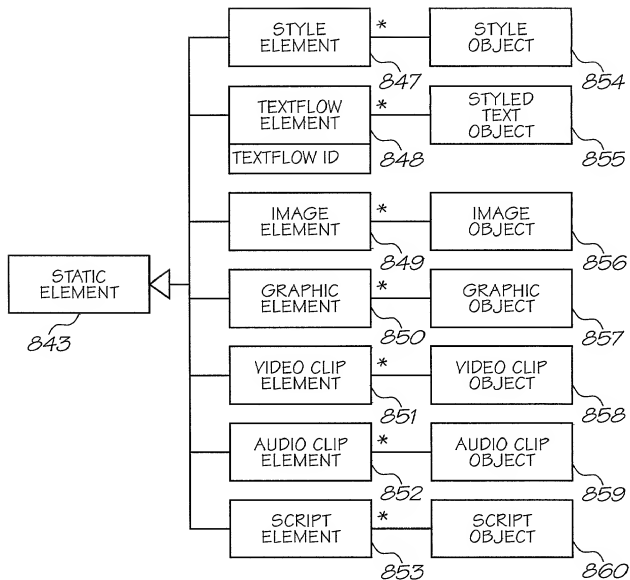 STYLE
ELEMENT
*
STYLE
OBJECT
847
854
TEXTFLOW
ELEMENT
TEXTFLOW ID
*
STYLED
TEXT
OBJECT
848
855
IMAGE
ELEMENT
*
IMAGE
OBJECT
849
856
STATIC
ELEMENT
843
GRAPHIC
ELEMENT
*
GRAPHIC
OBJECT
850
857
VIDEO CLIP
ELEMENT
*
VIDEO CLIP
OBJECT
851
858
AUDIO CLIP
ELEMENT
*
AUDIO CLIP
OBJECT
852
859
SCRIPT
ELEMENT
*
SCRIPT
OBJECT
853
860